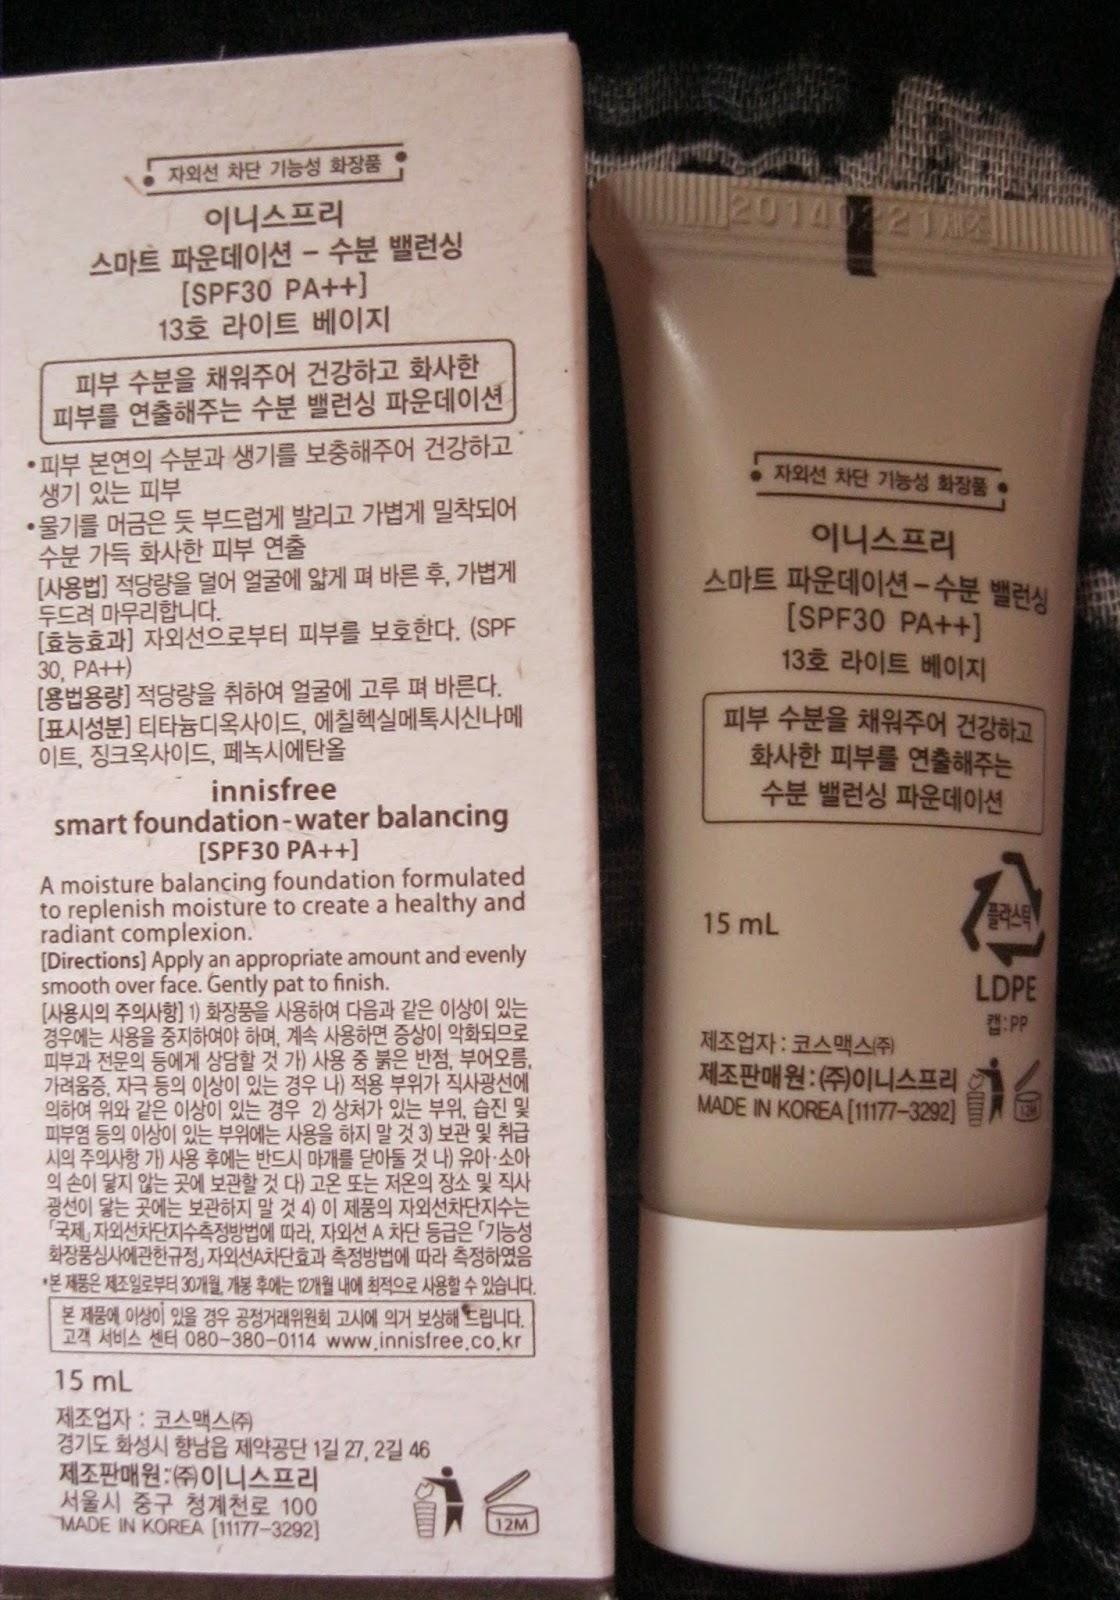 자외선 차단 기능성 화장품
이니스프리
스마트 파운데이션 - 수분 밸런싱
[SPF30 PA++]
13호 라이트 베이지
피부 수분을 채워주어 건강하고 화사한
피부를 연출해주는 수분 밸런싱 파운데이션
•피부 본연의 수분과 생기를 보충해주어 건강하고
생기 있는 피부
•물기를 머금은 듯 부드럽게 발리고 가볍게 밀착되어
수분 가득 화사한 피부 연출
[사용법] 적당량을 덜어 얼굴에 얇게 펴 바른 후, 가볍게
두드려 마무리합니다.
[효능효과] 자외선으로부터 피부를 보호한다. (SPF
30, PA++)
[용법용량] 적당량을 취하여 얼굴에 고루 펴 바른다.
[표시성분] 티타늄디옥사이드, 에칠헥실메톡시신나메
이트, 징크옥사이드, 페녹시에탄올
innisfree
smart foundation-water balancing
[SPF30 PA++]
A moisture balancing foundation formulated
to replenish moisture to create a healthy and
radiant complexion.
[Directions] Apply an appropriate amount and evenly
smooth over face. Gently pat to finish.
[사용시의 주의사항] 1) 화장품을 사용하여 다음과 같은 이상이 있는
경우에는 사용을 중지하여야 하며, 계속 사용하면 증상이 악화되므로
피부과 전문의 등에게 상담할 것 가) 사용 중 붉은 반점, 부어오름,
가려움증, 자극 등의 이상이 있는 경우 나) 적용 부위가 직사광선에
의하여 위와 같은 이상이 있는 경우 2) 상처가 있는 부위, 습진 및
피부염 등의 이상이 있는 부위에는 사용을 하지 말 것 3) 보관 및 취급
시의 주의사항 가) 사용 후에는 반드시 마개를 닫아둘 것 나) 유아·소아
의 손이 닿지 않는 곳에 보관할 것 다) 고온 또는 저온의 장소 및 직사
광선이 닿는 곳에는 보관하지 말 것 4) 이 제품의 자외선차단지수는
「국제」자외선차단지수측정방법에 따라, 자외선 A 차단 등급은 「기능성
화장품심사에관한규정」자외선A차단효과 측정방법에 따라 측정하였음
*본 제품은 제조일로부터 30개월, 개봉 후에는 12개월 내에 최적으로 사용할 수 있습니다.
본 제품에 이상이 있을 경우 공정거래위원회 고시에 의거 보상해 드립니다.
고객 서비스 센터 080-380-0114 www.innisfree.co.kr
15 mL
제조업자 : 코스맥스㈜
경기도 화성시 향남읍 제약공단 1길 27, 2길 46
제조판매원:㈜이니스프리
서울시 중구 청계천로 100
MADE IN KOREA [11177-3292]
12M
20140221제조
자외선 차단 기능성 화장품
이니스프리
스마트 파운데이션-수분 밸런싱
[SPF30 PA++]
13호 라이트 베이지
피부 수분을 채워주어 건강하고
화사한 피부를 연출해주는
수분 밸런싱 파운데이션
15 mL
플라스틱
LDPE
캡:PP
제조업자 : 코스맥스㈜
제조판매원:㈜이니스프리
MADE IN KOREA [11177-3292]
12M